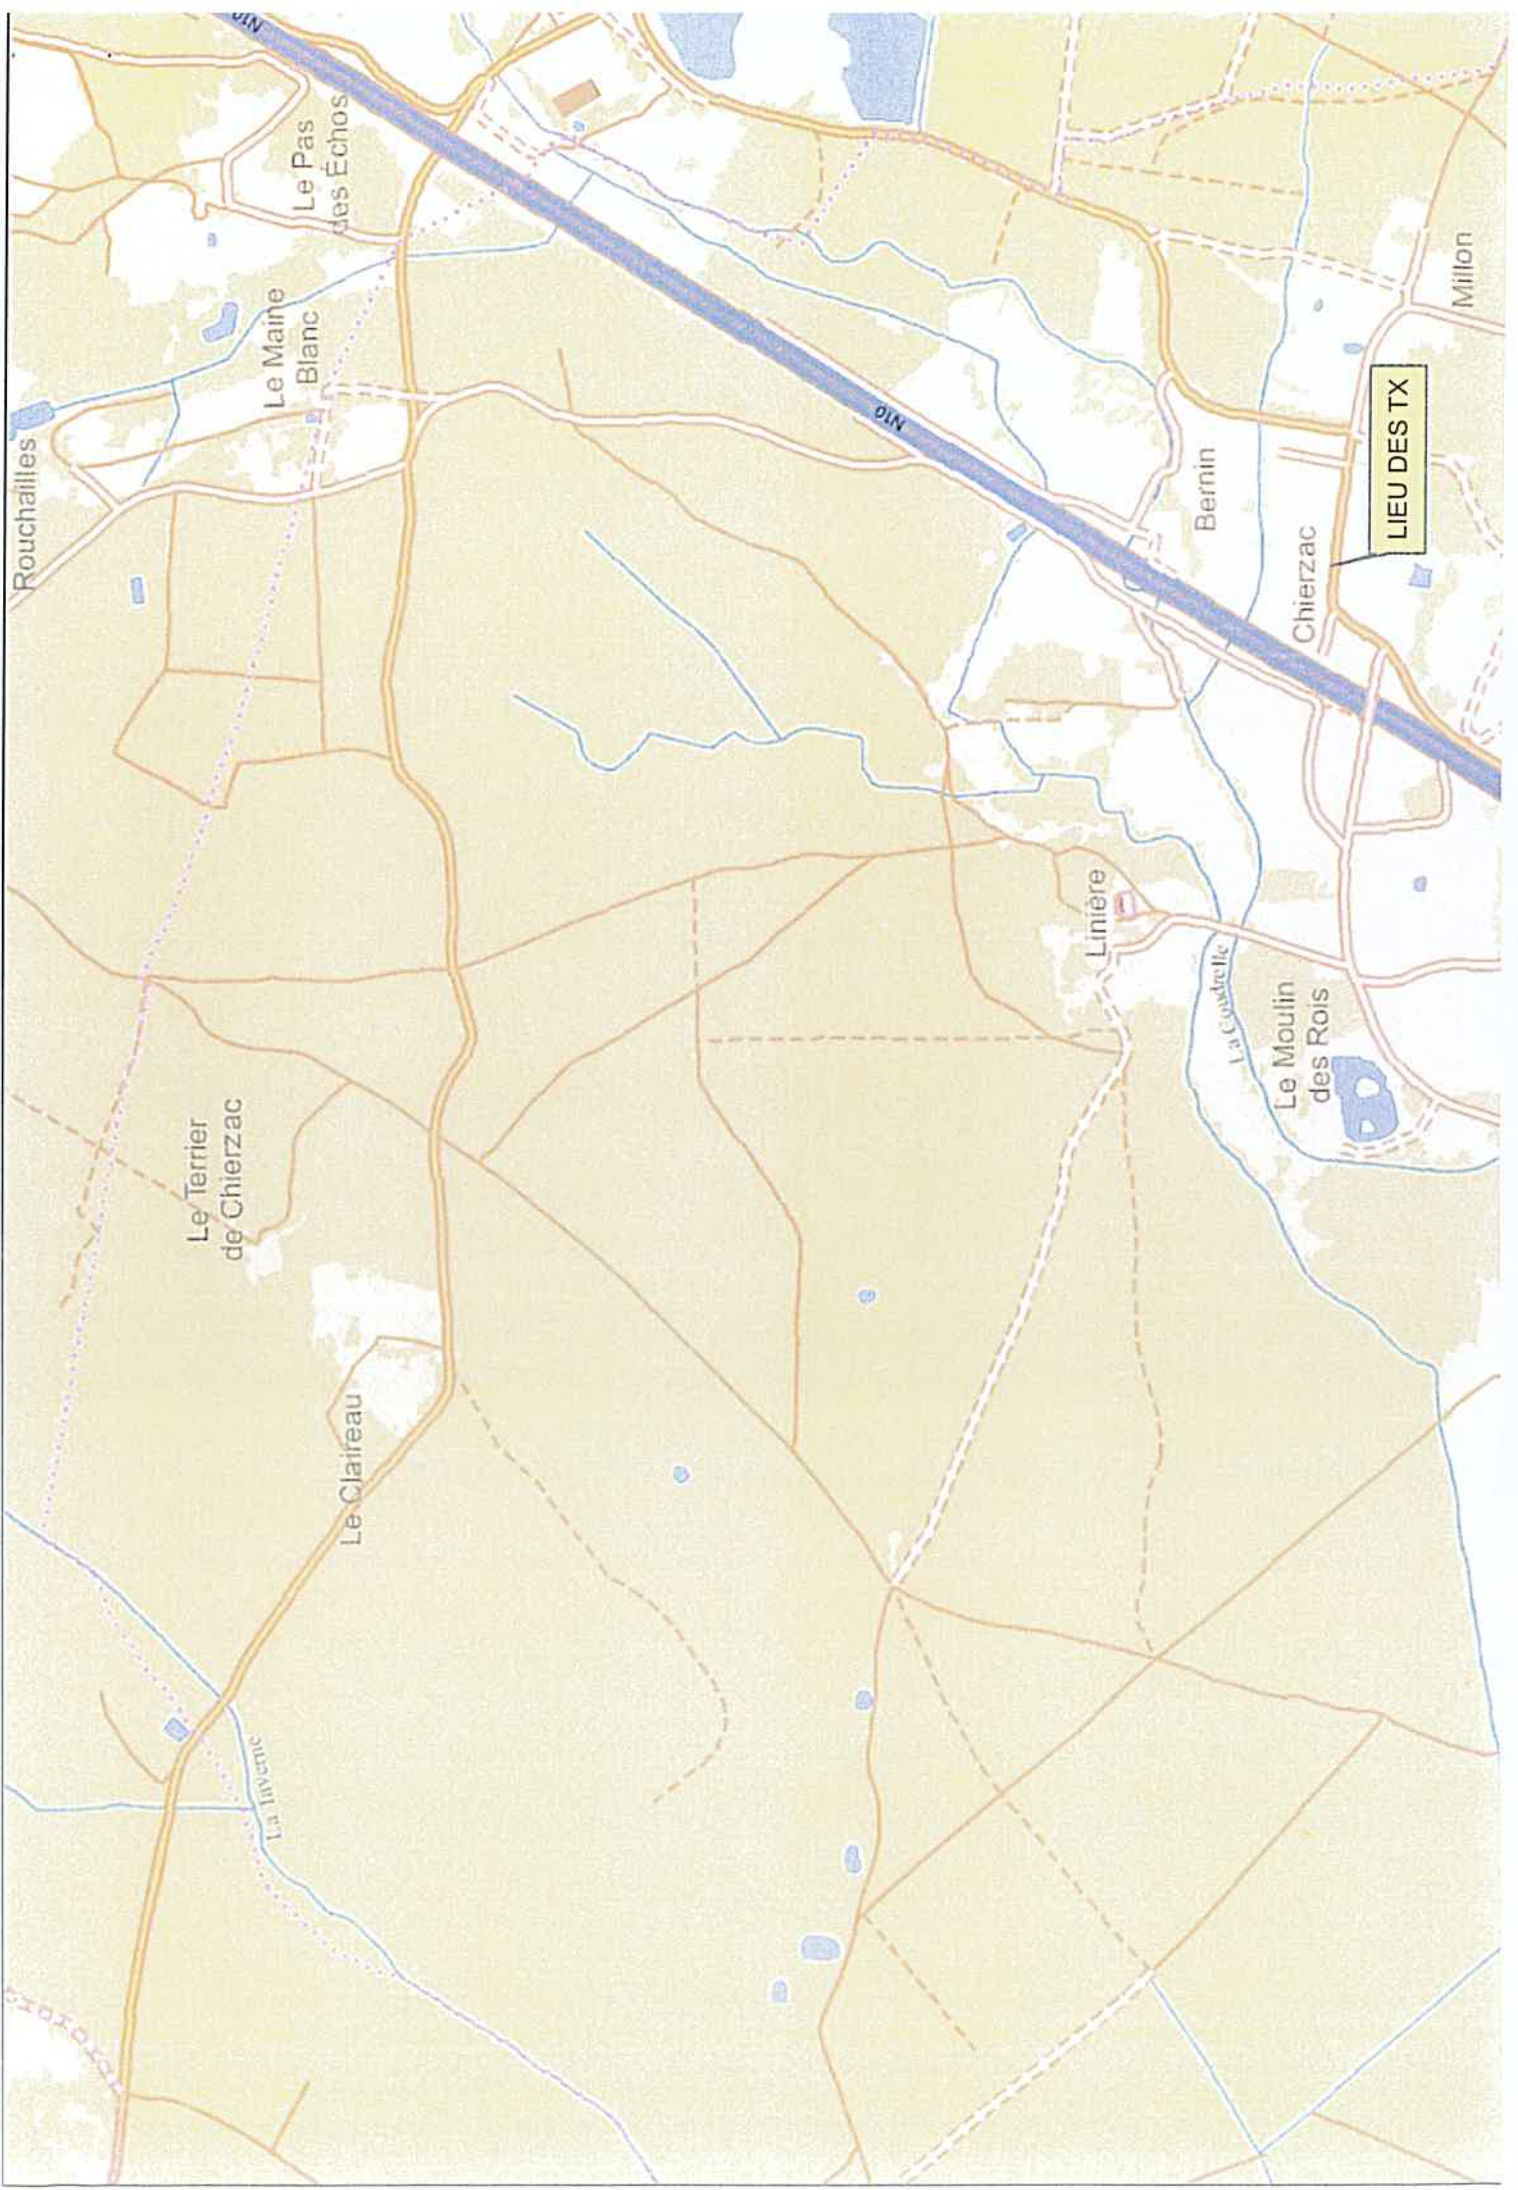 Rouchailles
Le Terrier
de Chierzac
N10
La Taverne
Le Maine
Blanc
Le Pas
des Échos
Le Claireau
N10
Linière
Bernin
La Coudrelle
Le Moulin
des Rois
Chierzac
LIEU DES TX
Millon